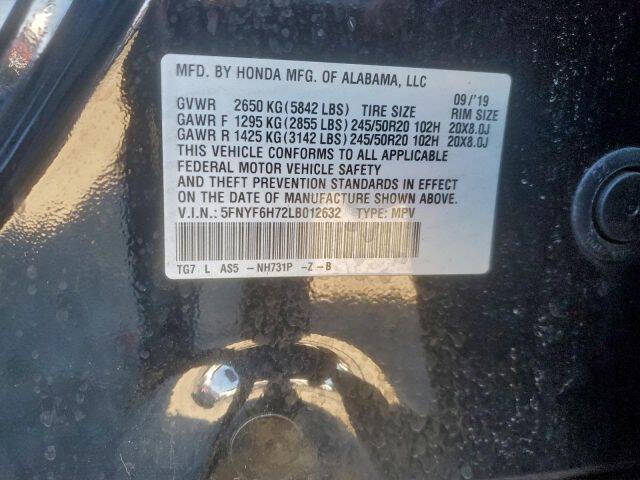 MFD. BY HONDA MFG. OF ALABAMA, LLC
09/'19
GVWR 2650 KG(5842 LBS) TIRE SIZE RIM SIZE
GAWR F 1295 KG(2855 LBS)245/50R20 102H 20X8.0J
GAWR R 1425 KG(3142 LBS)245/50R20 102H 20X8.0J
THIS VEHICLE CONFORMS TO ALL APPLICABLE
FEDERAL MOTOR VEHICLE SAFETY
AND THEFT PREVENTION STANDARDS IN EFFECT
ON THE DATE OF MANUFACTURE SHOWN ABOVE.
V.I.N.: 5FNYF6H72LB012632 TYPE: MPV
TG7 L AS5 -NH731P -Z-B